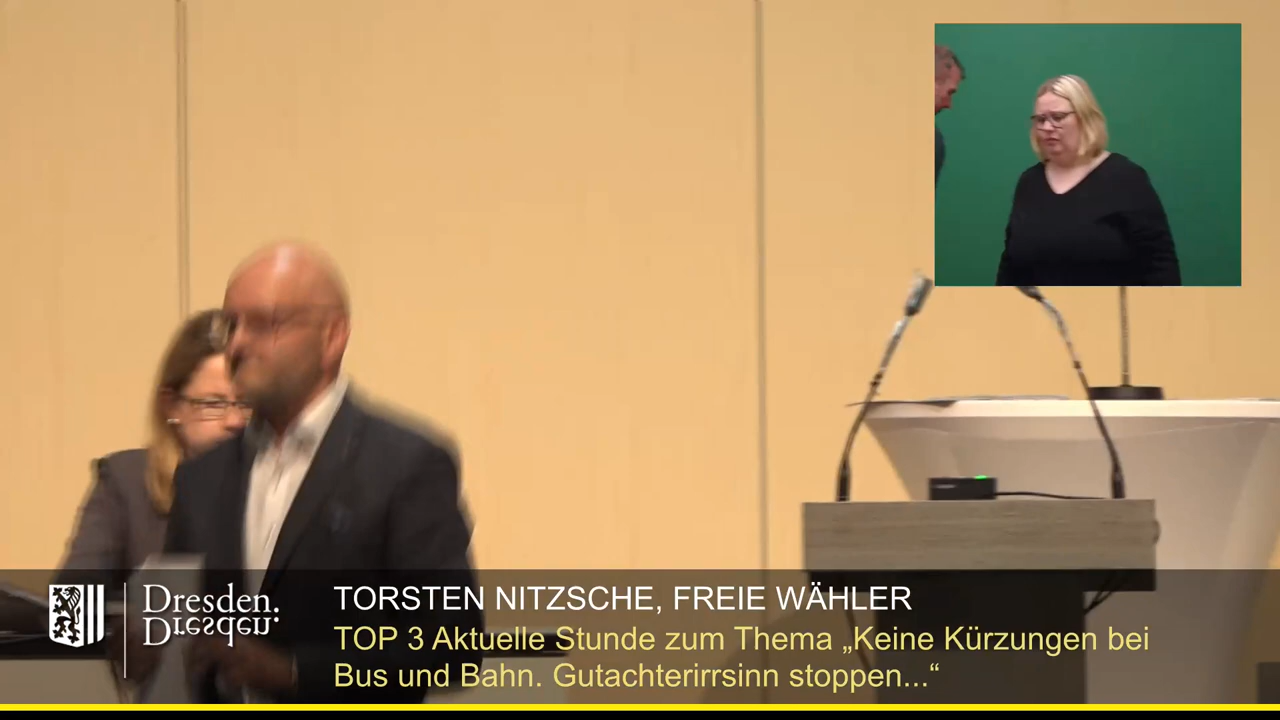 Dresden.
Dresden.
TORSTEN NITZSCHE, FREIE WÄHLER
TOP 3 Aktuelle Stunde zum Thema „Keine Kürzungen bei
Bus und Bahn. Gutachterirrsinn stoppen...“